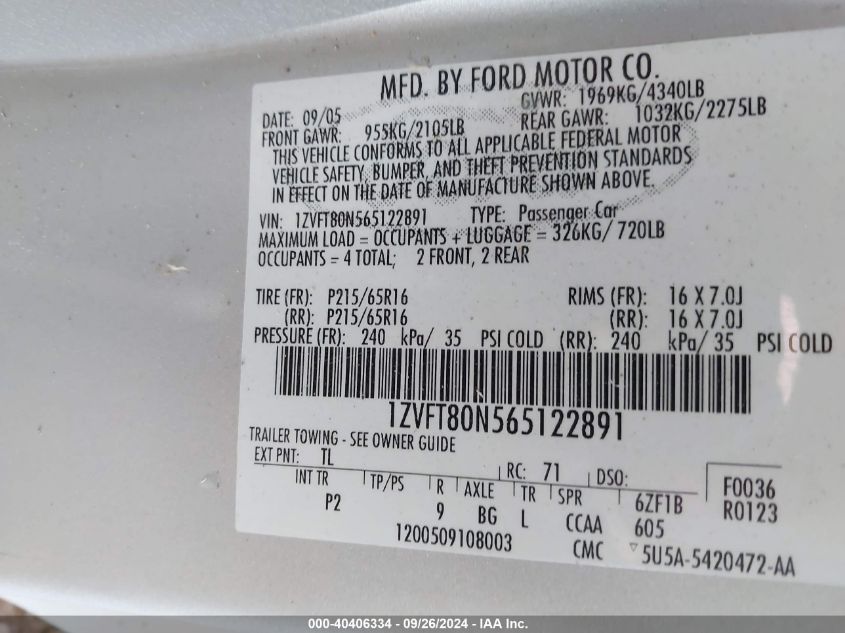 MFD. BY FORD MOTOR CO.
DATE: 09/05 GVWR: 1969KG/4340LB
FRONT GAWR: 955KG/2105LB REAR GAWR: 1032KG/2275LB
THIS VEHICLE CONFORMS TO ALL APPLICABLE FEDERAL MOTOR
VEHICLE SAFETY, BUMPER, AND THEFT PREVENTION STANDARDS
IN EFFECT ON THE DATE OF MANUFACTURE SHOWN ABOVE.
VIN: 1ZVFT80N565122891 TYPE: Passenger Car
MAXIMUM LOAD = OCCUPANTS + LUGGAGE = 326KG/ 720LB
OCCUPANTS = 4 TOTAL; 2 FRONT, 2 REAR
TIRE (FR): P215/65R16 RIMS (FR): 16 X 7.0J
(RR): P215/65R16 (RR): 16 X 7.0J
PRESSURE (FR): 240 kPa/ 35 PSI COLD (RR): 240 kPa/ 35 PSI COLD
1ZVFT80N565122891
TRAILER TOWING - SEE OWNER GUIDE
EXT PNT: TL RC: 71 DSO: F0036
INT TR TP/PS R AXLE TR SPR 6ZF1B R0123
P2 9 BG L CCAA 605
1200509108003 CMC ▽5U5A-5420472-AA
000-40406334 - 09/26/2024 - IAA Inc.